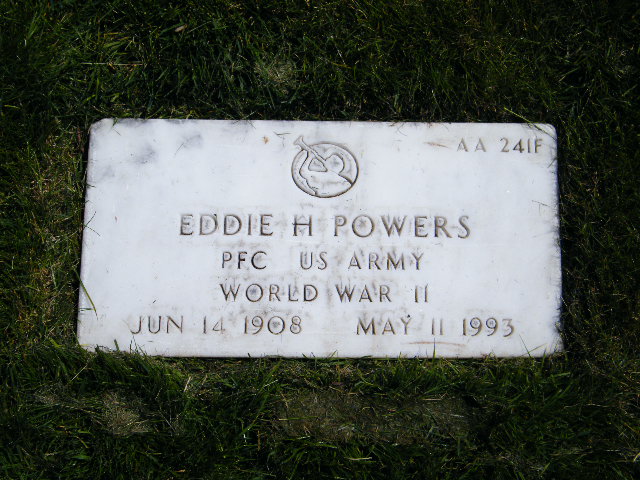 AA 241F
EDDIE H POWERS
PFC US ARMY
WORLD WAR II
JUN 14 1908 MAY 11 1993